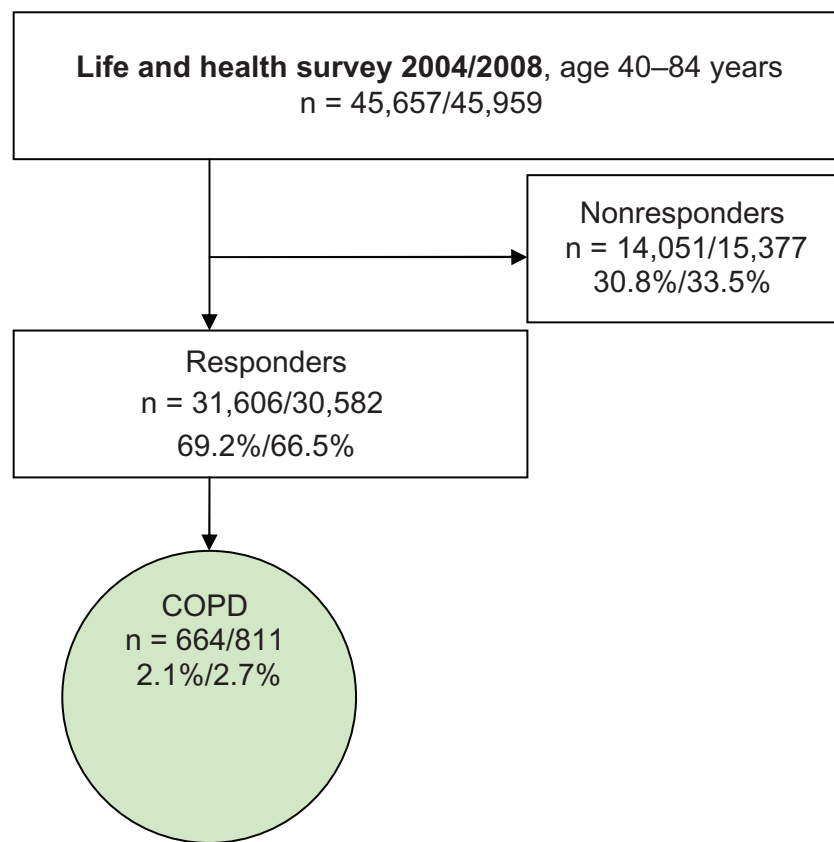 Life and health survey 2004/2008, age 40–84 years
n = 45,657/45,959
Nonresponders
n = 14,051/15,377
30.8%/33.5%
Responders
n = 31,606/30,582
69.2%/66.5%
COPD
n = 664/811
2.1%/2.7%